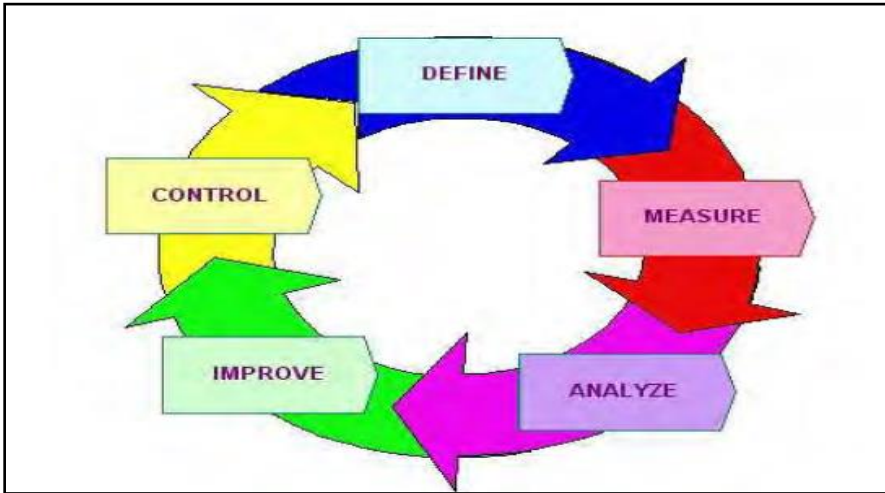 DEFINE
MEASURE
ANALYZE
IMPROVE
CONTROL